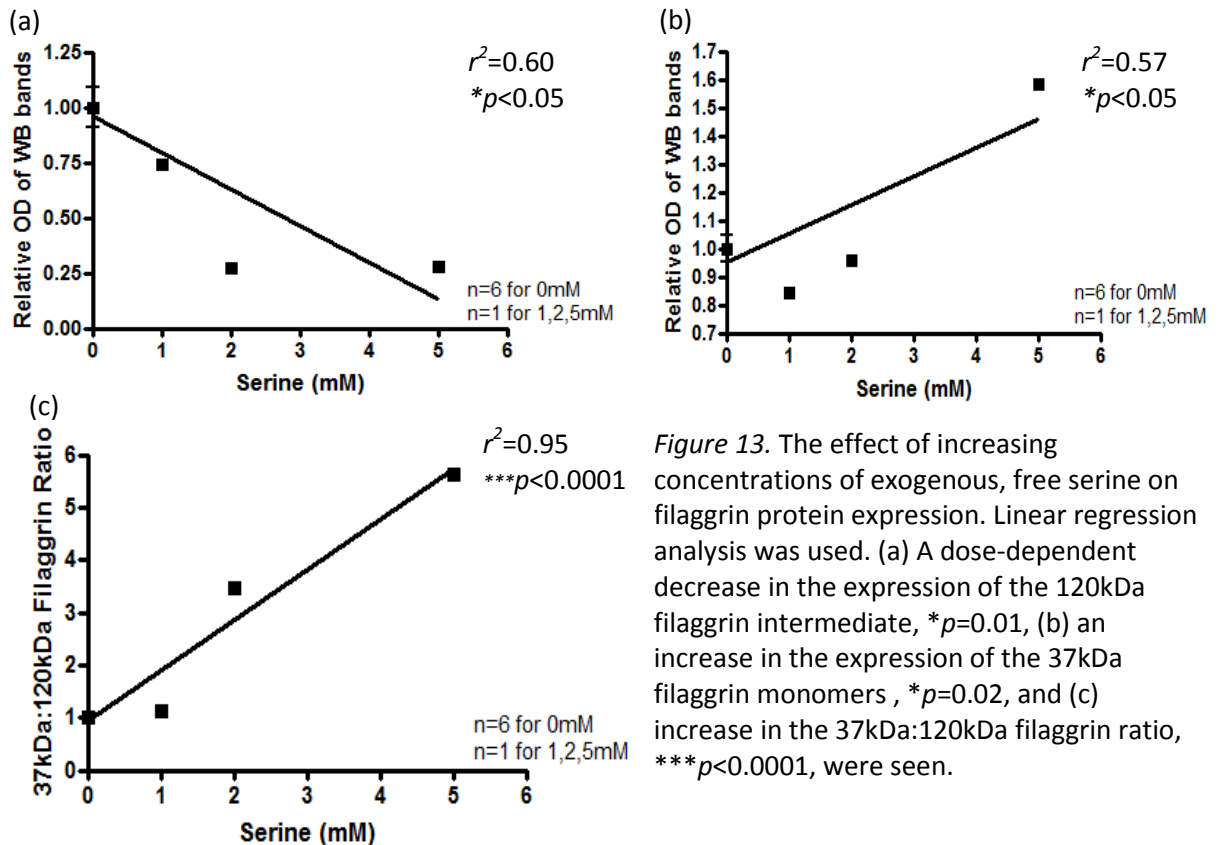 (a)
1.25
1.00
0.75
0.50
0.25
0.00
Relative OD of WB bands
r²=0.60
*p<0.05
n=6 for 0mM
n=1 for 1,2,5mM
0 1 2 3 4 5 6
Serine (mM)
(b)
1.7
1.6
1.5
1.4
1.3
1.2
1.1
1.0
0.9
0.8
0.7
Relative OD of WB bands
r²=0.57
*p<0.05
n=6 for 0mM
n=1 for 1,2,5mM
0 1 2 3 4 5 6
Serine (mM)
(c)
6
5
4
3
2
1
0
37kDa:120kDa Filaggrin Ratio
r²=0.95
***p<0.0001
n=6 for 0mM
n=1 for 1,2,5mM
0 1 2 3 4 5 6
Serine (mM)
Figure 13. The effect of increasing
concentrations of exogenous, free serine on
filaggrin protein expression. Linear regression
analysis was used. (a) A dose-dependent
decrease in the expression of the 120kDa
filaggrin intermediate, *p=0.01, (b) an
increase in the expression of the 37kDa
filaggrin monomers , *p=0.02, and (c)
increase in the 37kDa:120kDa filaggrin ratio,
***p<0.0001, were seen.